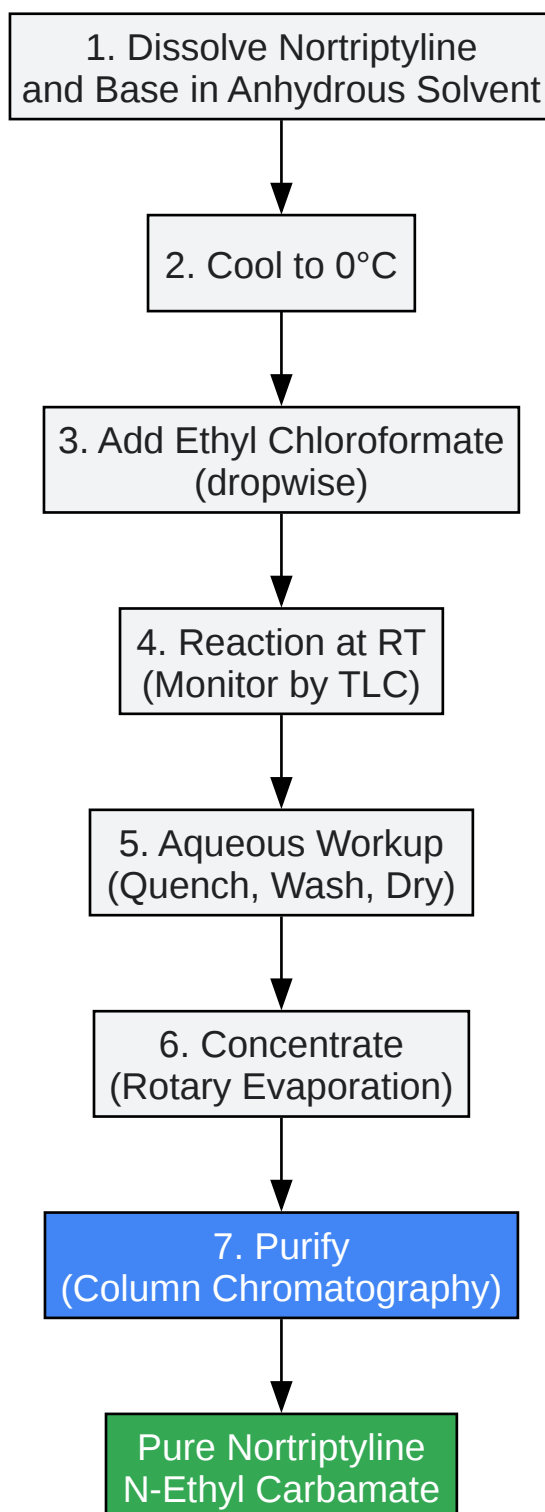 1. Dissolve Nortriptyline
and Base in Anhydrous Solvent
2. Cool to 0°C
3. Add Ethyl Chloroformate
(dropwise)
4. Reaction at RT
(Monitor by TLC)
5. Aqueous Workup
(Quench, Wash, Dry)
6. Concentrate
(Rotary Evaporation)
7. Purify
(Column Chromatography)
Pure Nortriptyline
N-Ethyl Carbamate